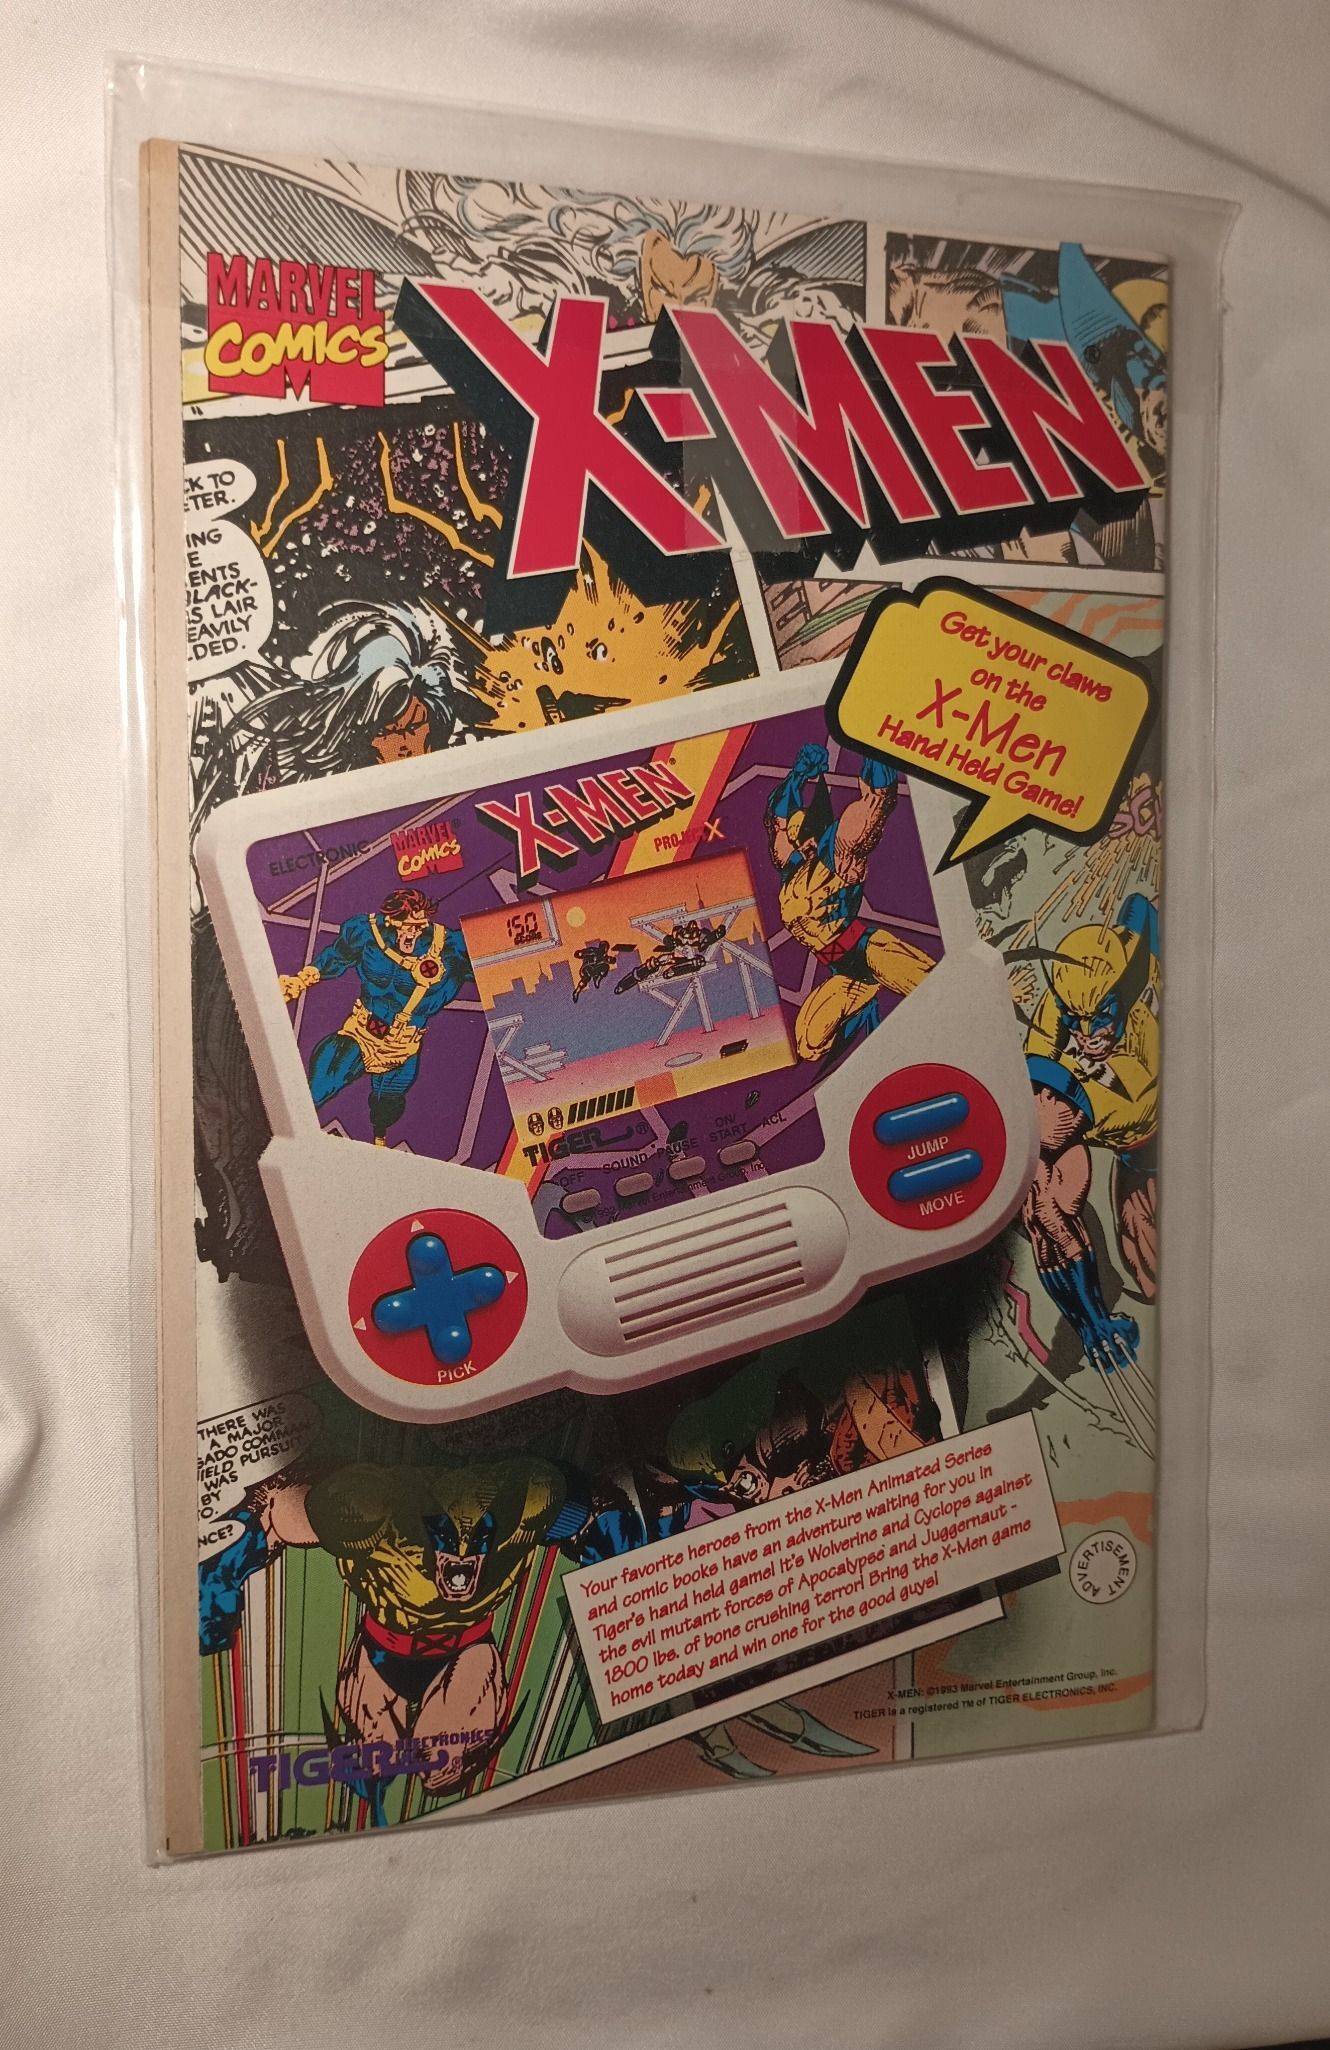 MARVEL
COMICS
X-MEN
CK TO
ETER.
ING
E
ENTS
BLACK-
S LAIR
EAVILY
DED.
Get your claws
on the
X-Men
Hand Held Game!
ELECTRONIC
MARVEL
COMICS
X-MEN
PROJECT X
150
SCORE
TIGER
OFF
SOUND
PAUSE
ON/
START
ACL
JUMP
MOVE
PICK
THERE WAS
A MAJOR
IELD PURSUIT
WAS
BY
O.
NCE?
Your favorite heroes from the X-Men Animated Series
and comic books have an adventure waiting for you in
Tiger's hand held game! It's Wolverine and Cyclops against
the evil mutant forces of Apocalypse and Juggernaut -
1800 lbs. of bone crushing terror! Bring the X-Men game
home today and win one for the good guys!
ADVERTISEMENT
X-MEN: ©1993 Marvel Entertainment Group, Inc.
TIGER is a registered TM of TIGER ELECTRONICS, INC.
TIGER ELECTRONICS